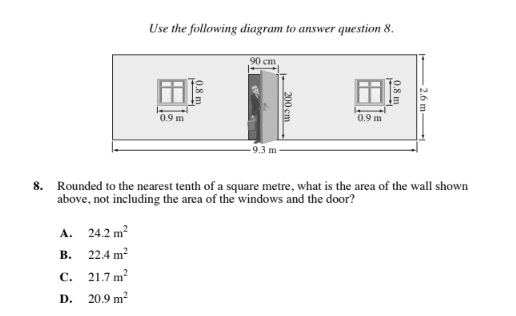 Use the following diagram to answer question 8.
90 cm
0.8 m
200 cm
0.8 m
2.6 m
0.9 m
0.9 m
9.3 m
8. Rounded to the nearest tenth of a square metre, what is the area of the wall shown
above, not including the area of the windows and the door?
A. 24.2 m²
B. 22.4 m²
C. 21.7 m²
D. 20.9 m²